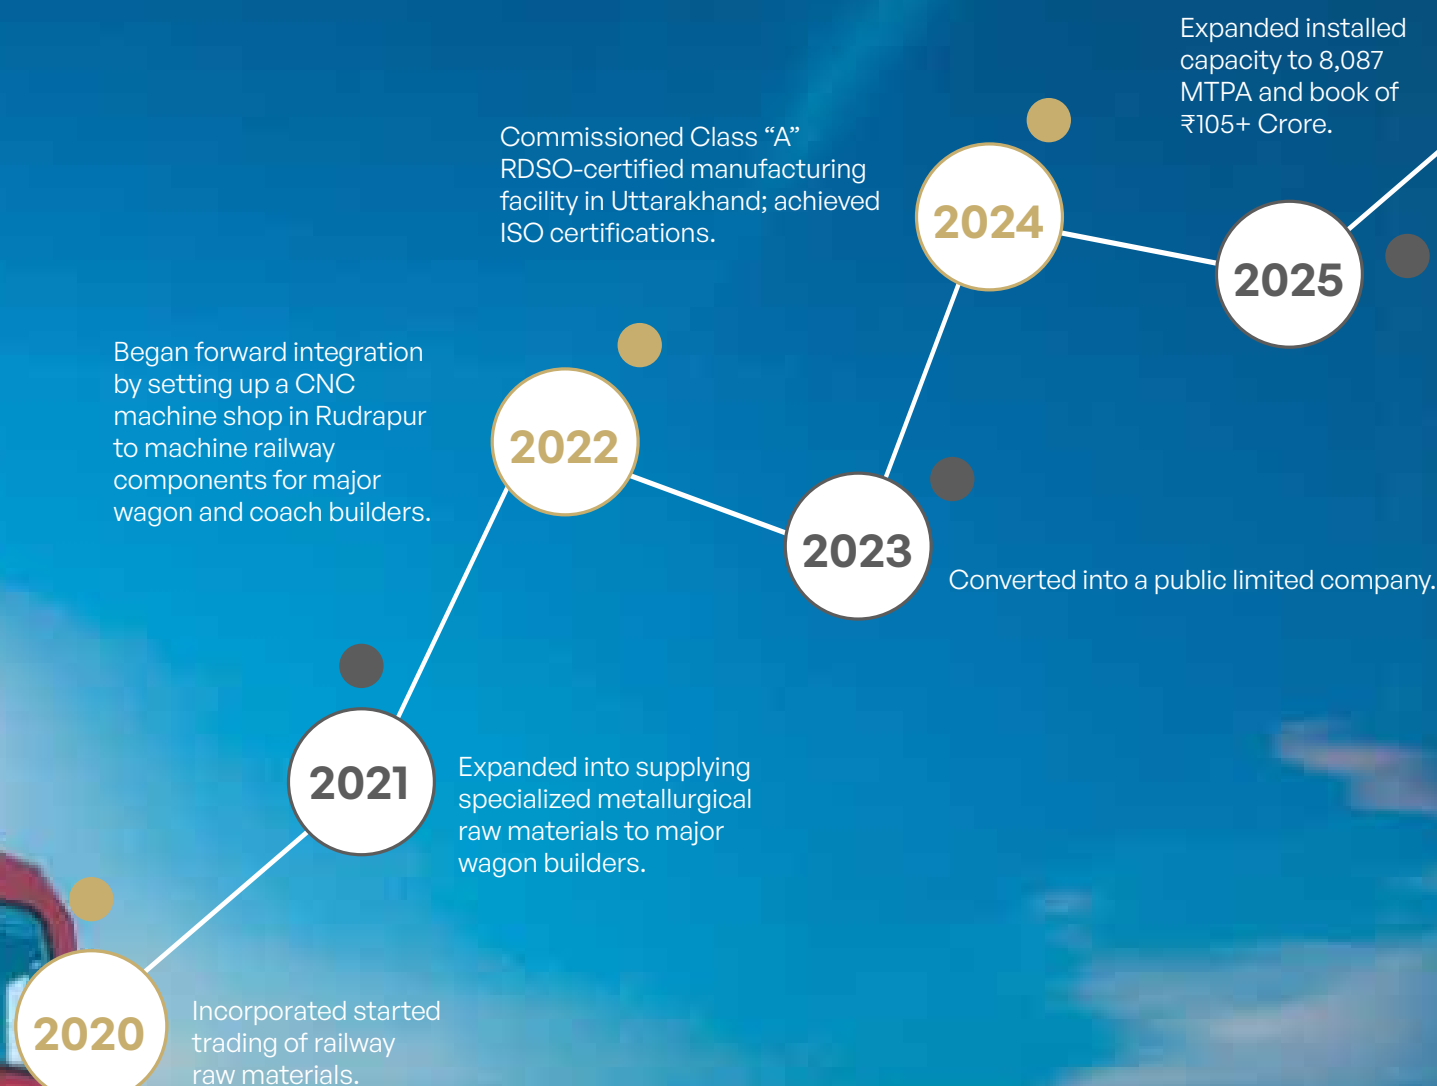 Expanded installed
capacity to 8,087
MTPA and book of
₹105+ Crore.
Commissioned Class “A”
RDSO-certified manufacturing
facility in Uttarakhand; achieved
ISO certifications.
2024
2025
Began forward integration
by setting up a CNC
machine shop in Rudrapur
to machine railway
components for major
wagon and coach builders.
2022
2023
Converted into a public limited company.
2021
Expanded into supplying
specialized metallurgical
raw materials to major
wagon builders.
2020
Incorporated started
trading of railway
raw materials.